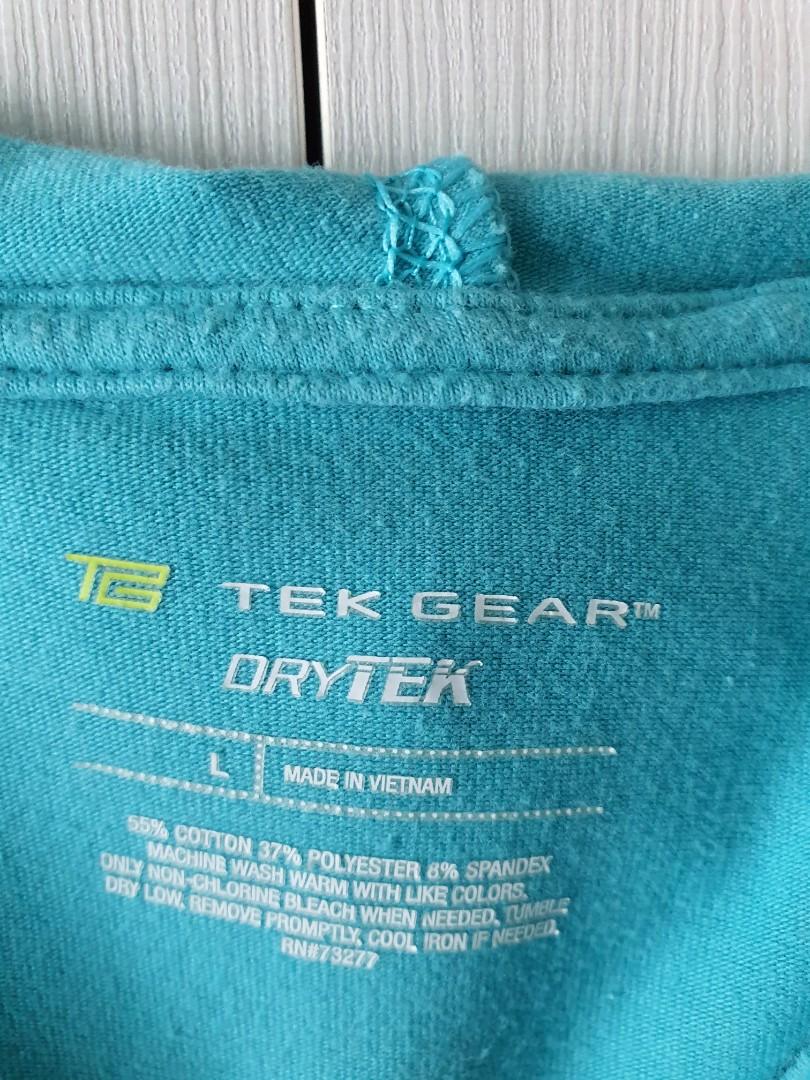 TG TEK GEAR™
DRYTEK
L MADE IN VIETNAM
55% COTTON 37% POLYESTER 8% SPANDEX
MACHINE WASH WARM WITH LIKE COLORS.
ONLY NON-CHLORINE BLEACH WHEN NEEDED. TUMBLE
DRY LOW. REMOVE PROMPTLY. COOL IRON IF NEEDED.
RN#73277